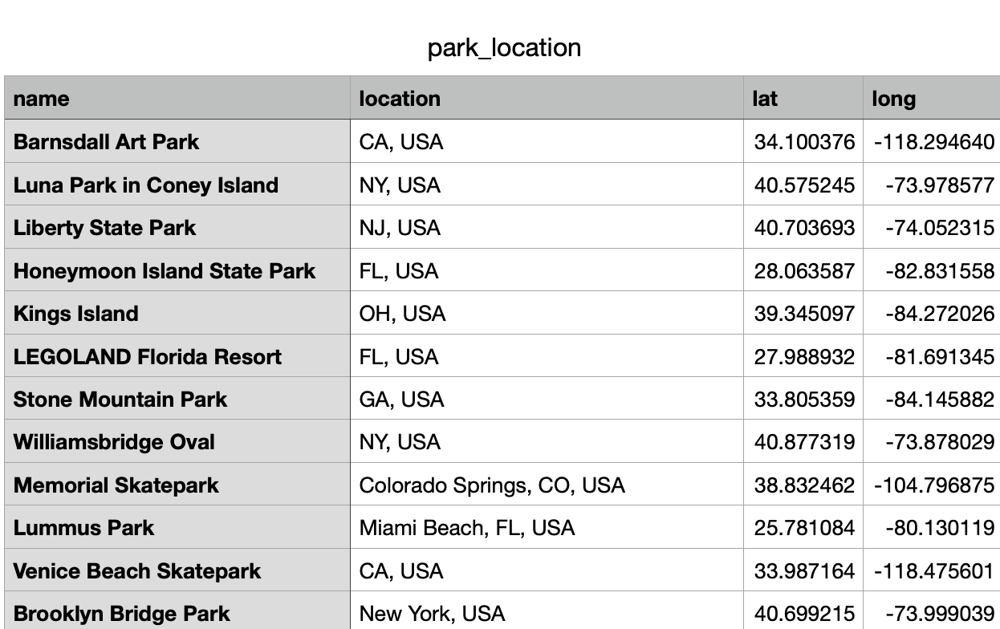 park_location
name location lat long
Barnsdall Art Park CA, USA 34.100376 -118.294640
Luna Park in Coney Island NY, USA 40.575245 -73.978577
Liberty State Park NJ, USA 40.703693 -74.052315
Honeymoon Island State Park FL, USA 28.063587 -82.831558
Kings Island OH, USA 39.345097 -84.272026
LEGOLAND Florida Resort FL, USA 27.988932 -81.691345
Stone Mountain Park GA, USA 33.805359 -84.145882
Williamsbridge Oval NY, USA 40.877319 -73.878029
Memorial Skatepark Colorado Springs, CO, USA 38.832462 -104.796875
Lummus Park Miami Beach, FL, USA 25.781084 -80.130119
Venice Beach Skatepark CA, USA 33.987164 -118.475601
Brooklyn Bridge Park New York, USA 40.699215 -73.999039